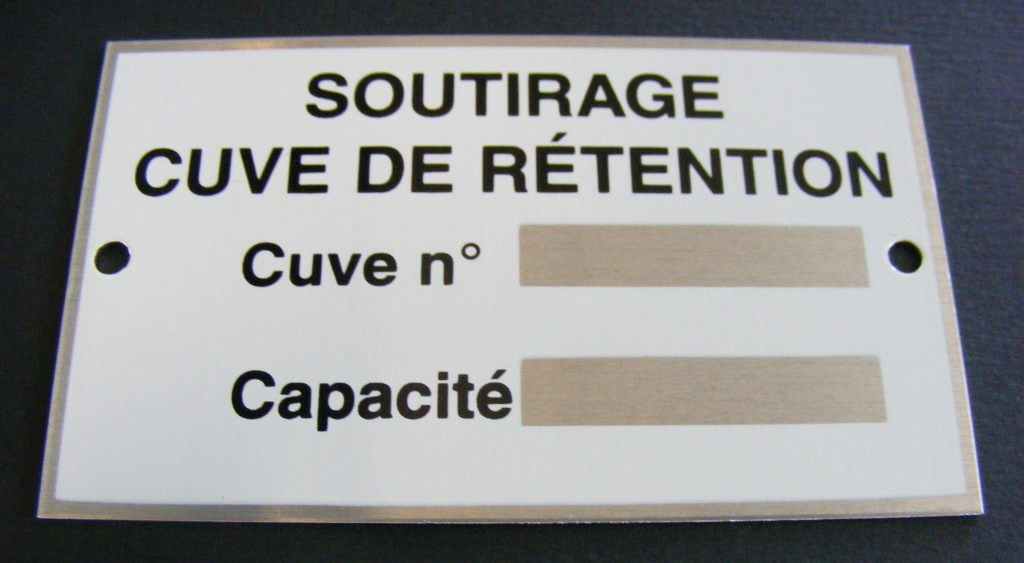 SOUTIRAGE
CUVE DE RÉTENTION
Cuve n°
Capacité